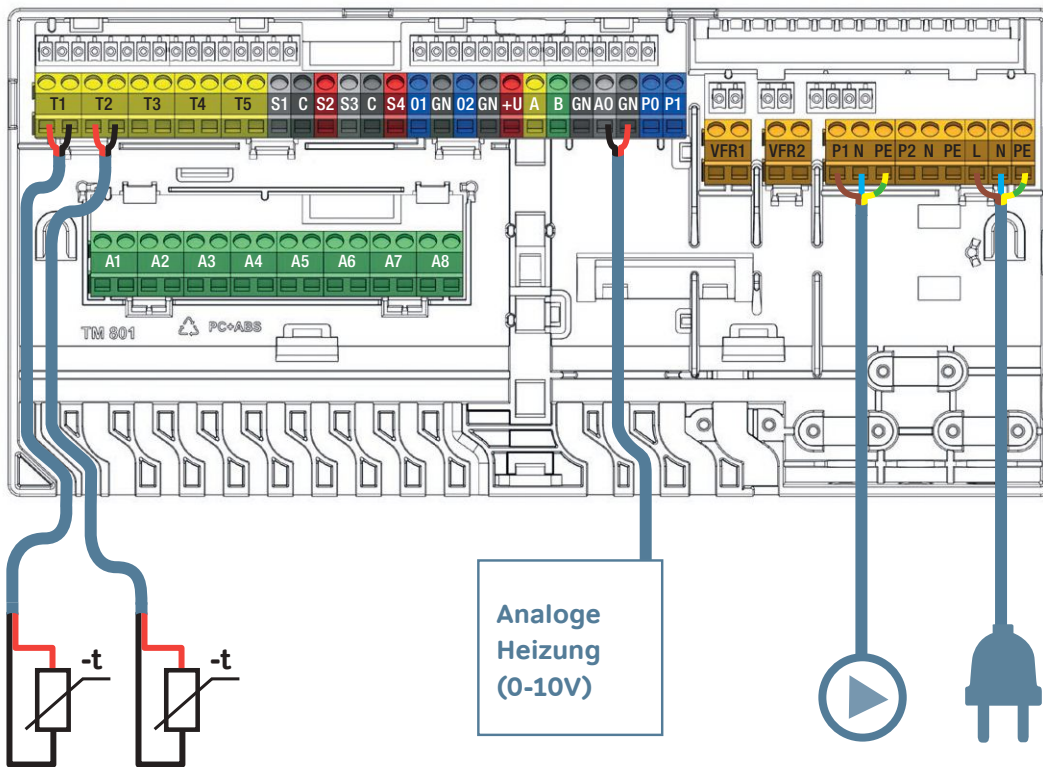 T1 T2 T3 T4 T5 S1 C S2 S3 C S4 01 GN 02 GN +U A B GN AO GN P0 P1
VFR1 VFR2 P1 N PE P2 N PE L N PE
A1 A2 A3 A4 A5 A6 A7 A8
TM 801 PC+ABS
Analoge
Heizung
(0-10V)
-t -t